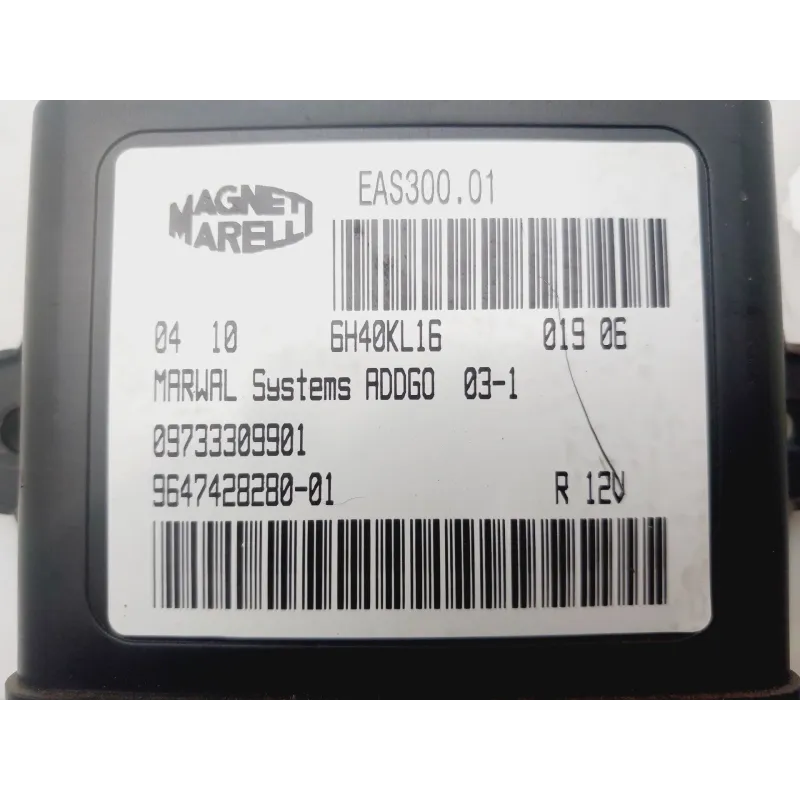 MAGNETI
MARELLI
EAS300.01
04 10 6H40KL16 019 06
MARWAL Systems ADDGO 03-1
09733309901
9647428280-01 R 12V